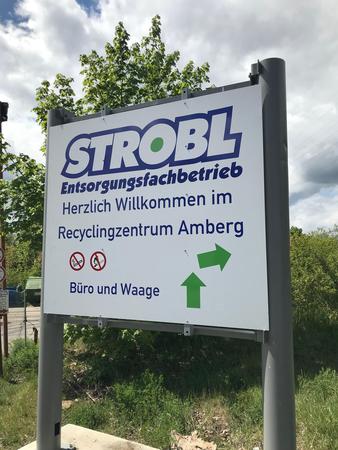 STROBL
Entsorgungsfachbetrieb
Herzlich Willkommen im
Recyclingzentrum Amberg
Büro und Waage